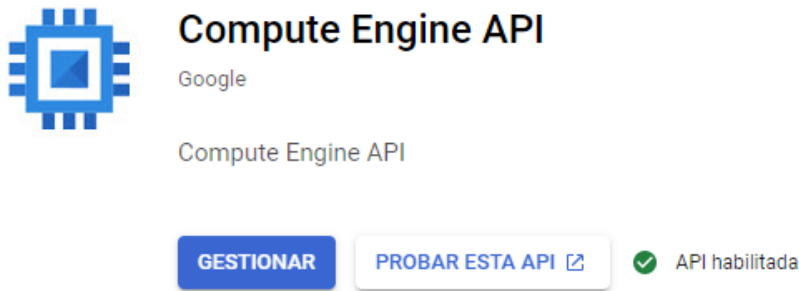 Compute Engine API
Google
Compute Engine API
GESTIONAR PROBAR ESTA API API habilitada